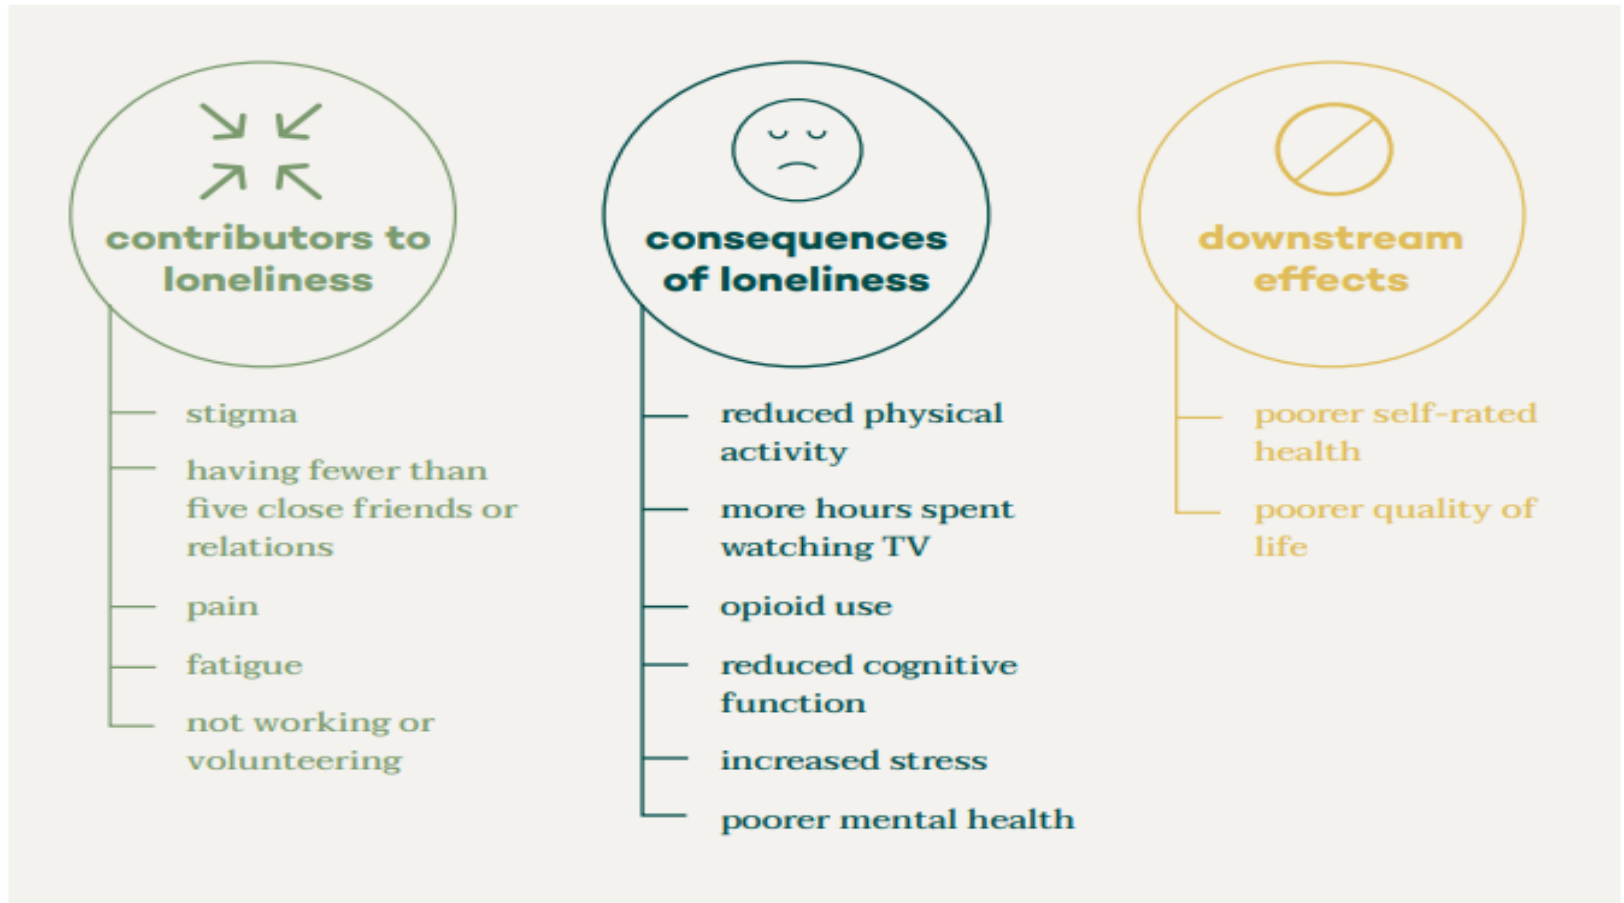 contributors to
loneliness
stigma
having fewer than
five close friends or
relations
pain
fatigue
not working or
volunteering
consequences
of loneliness
reduced physical
activity
more hours spent
watching TV
opioid use
reduced cognitive
function
increased stress
poorer mental health
downstream
effects
poorer self-rated
health
poorer quality of
life